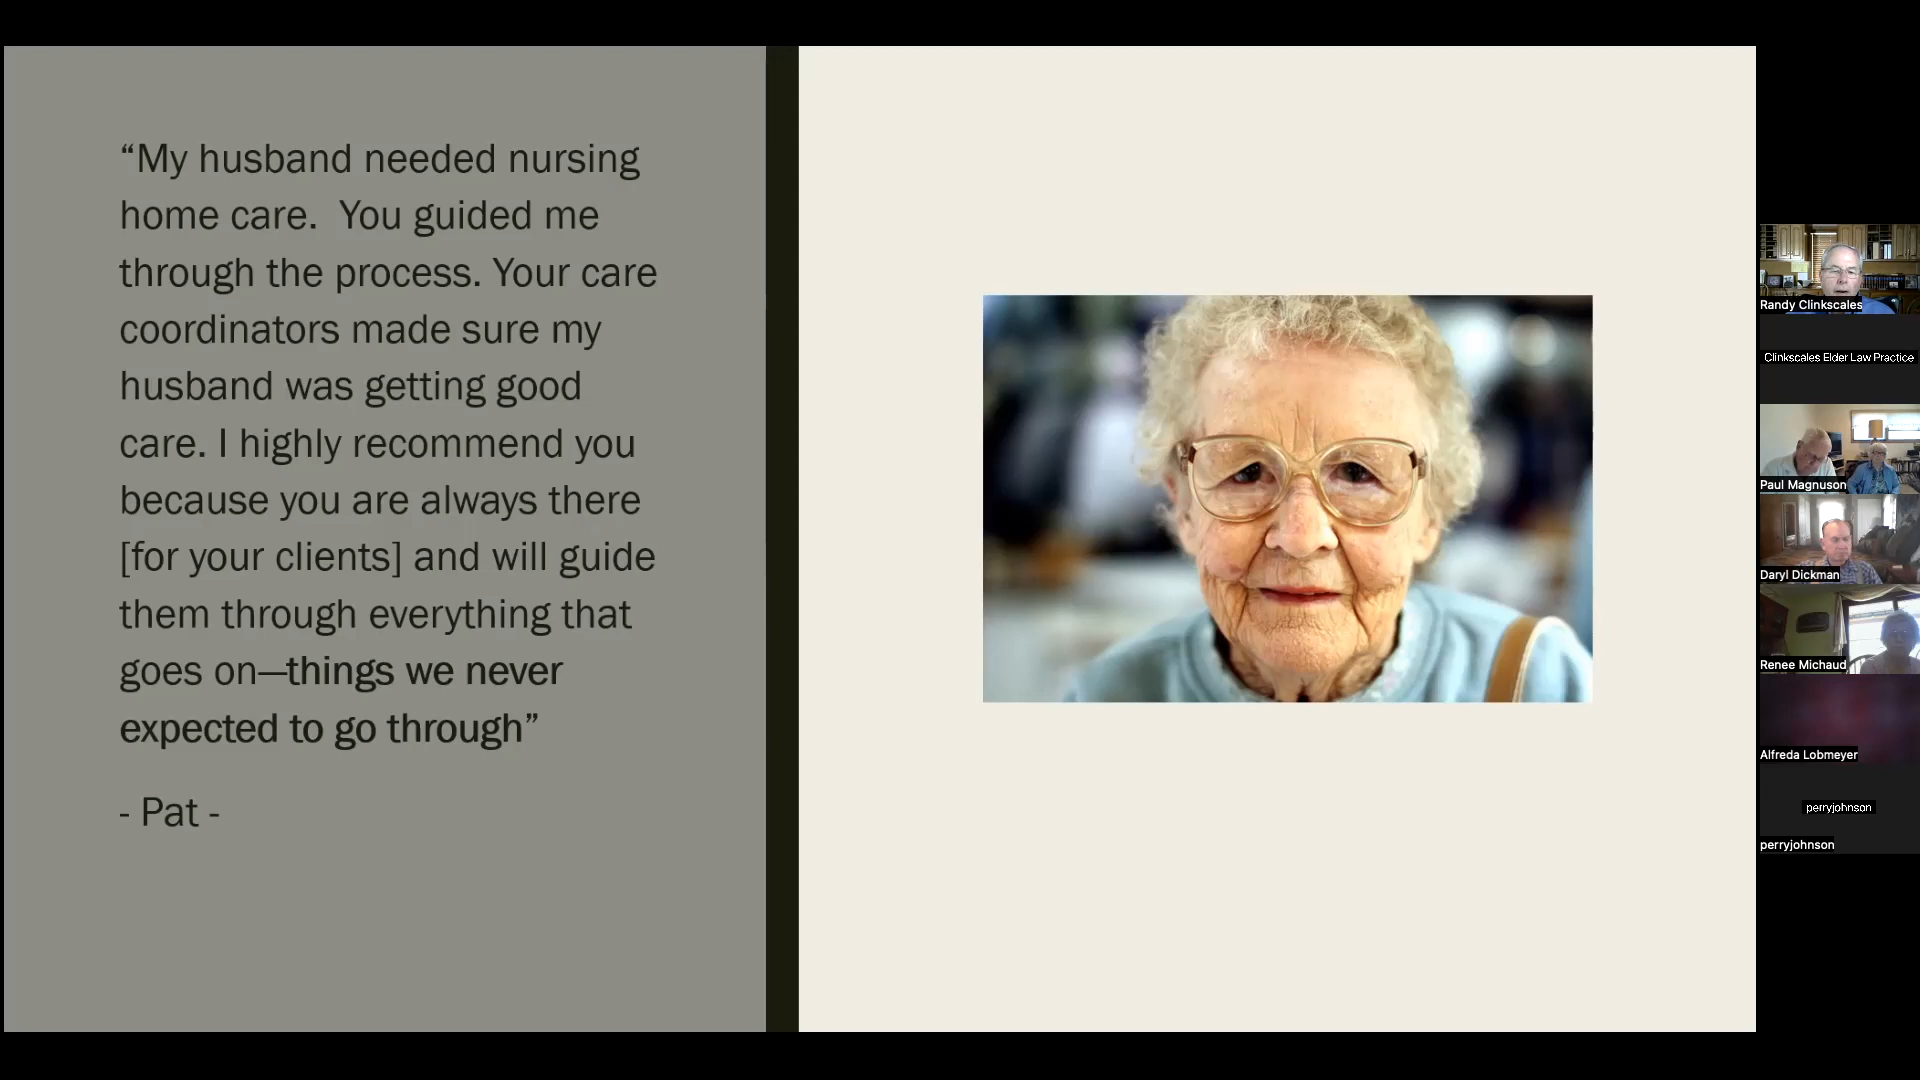 “My husband needed nursing
home care.  You guided me
through the process. Your care
coordinators made sure my
husband was getting good
care. I highly recommend you
because you are always there
[for your clients] and will guide
them through everything that
goes on—things we never
expected to go through”
- Pat -
Randy Clinkscales
Clinkscales Elder Law Practice
Paul Magnuson
Daryl Dickman
Renee Michaud
Alfreda Lobmeyer
perryjohnson
perryjohnson